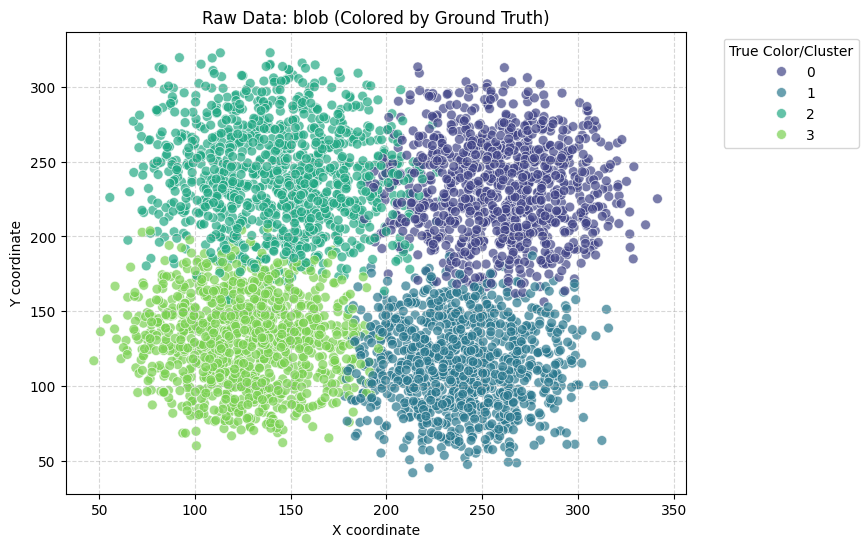 Raw Data: blob (Colored by Ground Truth)
True Color/Cluster
0
1
2
3
Y coordinate
300
250
200
150
100
50
50 100 150 200 250 300 350
X coordinate